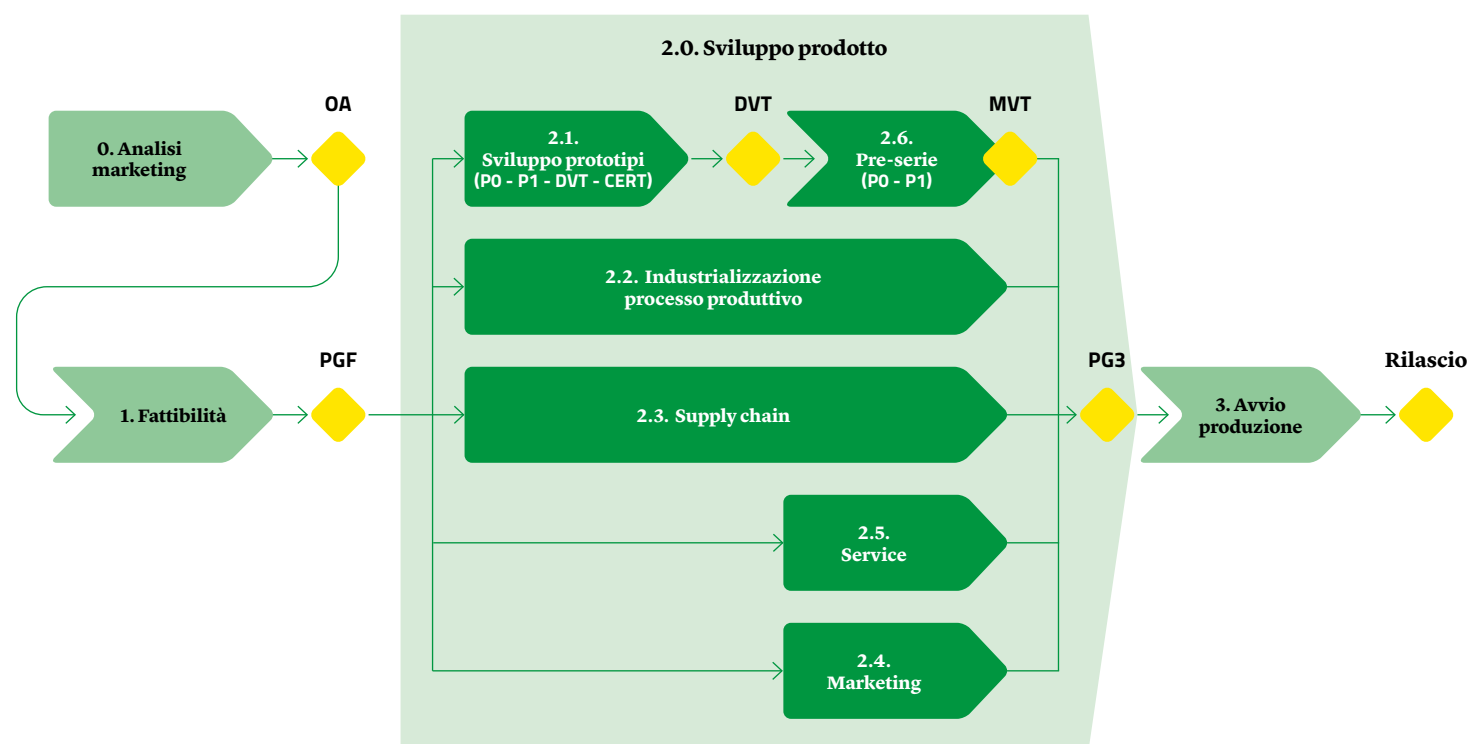 2.0. Sviluppo prodotto
OA
DVT
MVT
0. Analisi
marketing
2.1.
Sviluppo prototipi
(P0 - P1 - DVT - CERT)
2.6.
Pre-serie
(P0 - P1)
2.2. Industrializzazione
processo produttivo
PGF
PG3
Rilascio
1. Fattibilità
2.3. Supply chain
3. Avvio
produzione
2.5.
Service
2.4.
Marketing